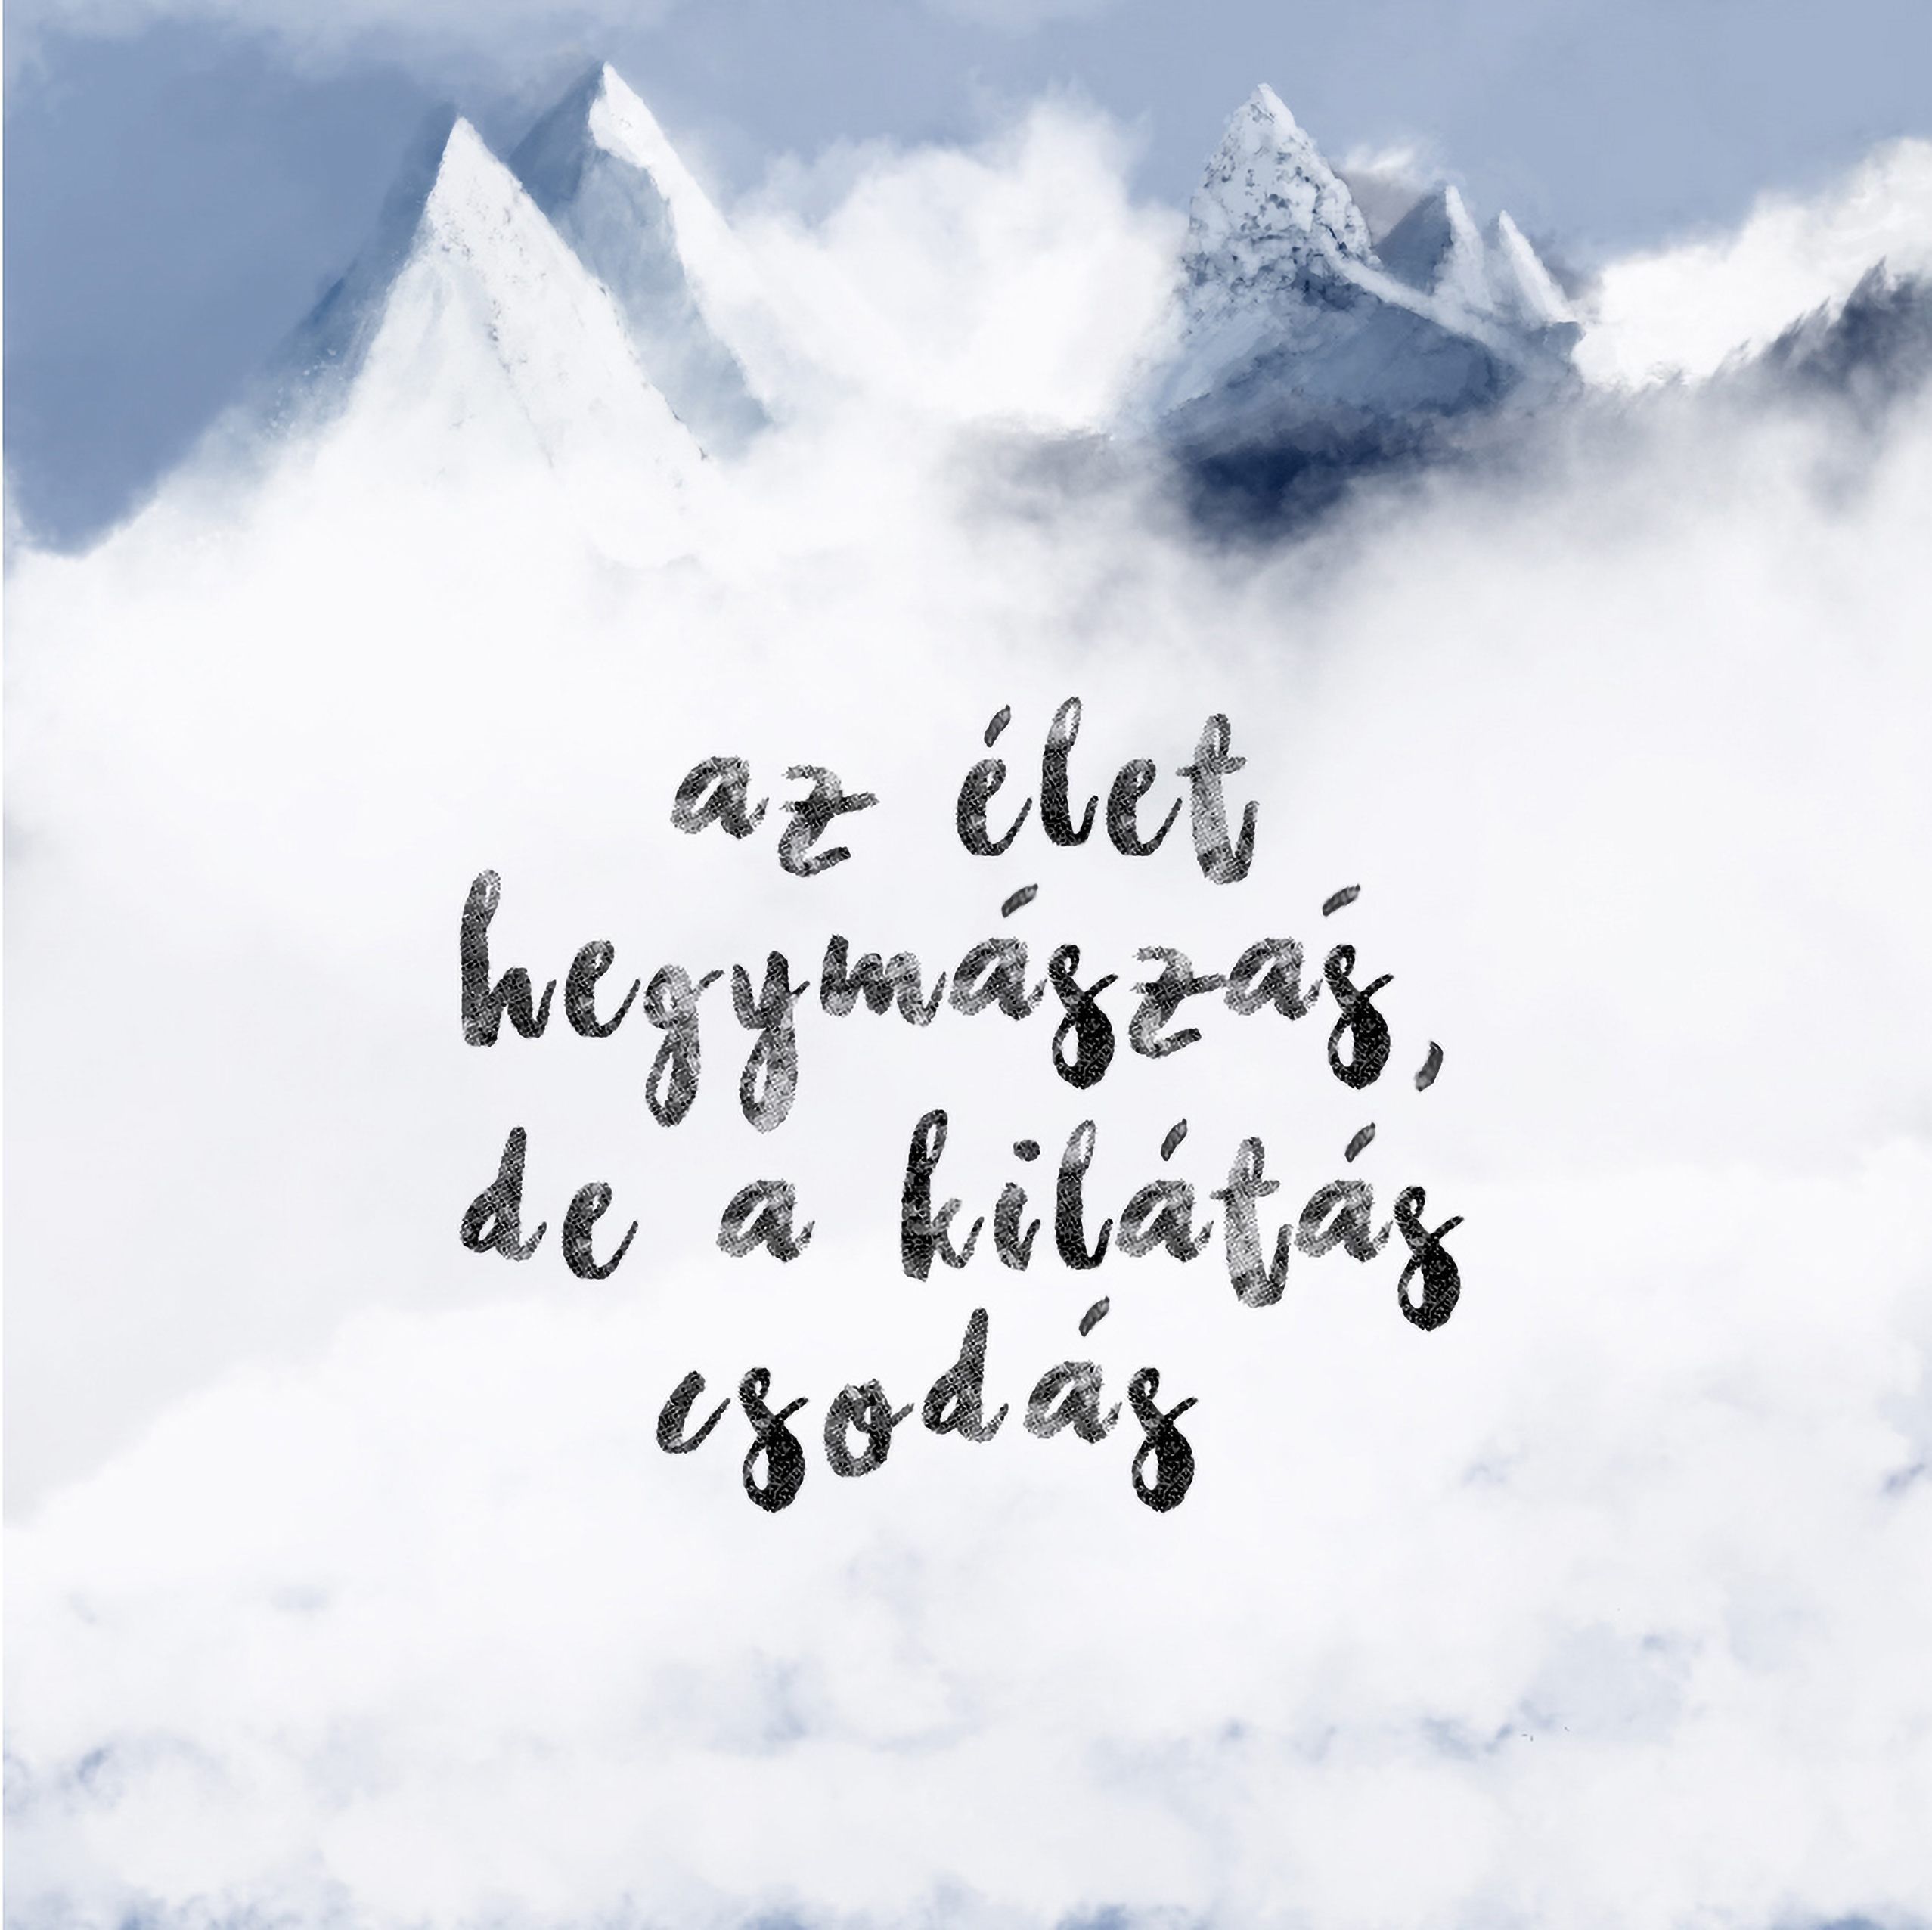 az élet
hegymászás,
de a kilátás
csodás